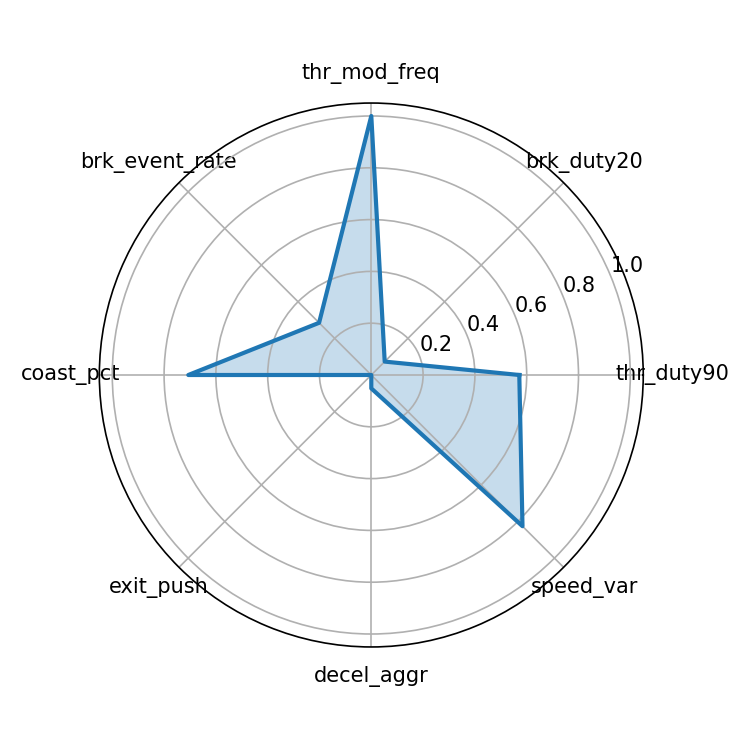 thr_mod_freq
brk_event_rate
brk_duty20
1.0
0.8
0.6
0.4
0.2
coast_pct
thr_duty90
exit_push
speed_var
decel_aggr